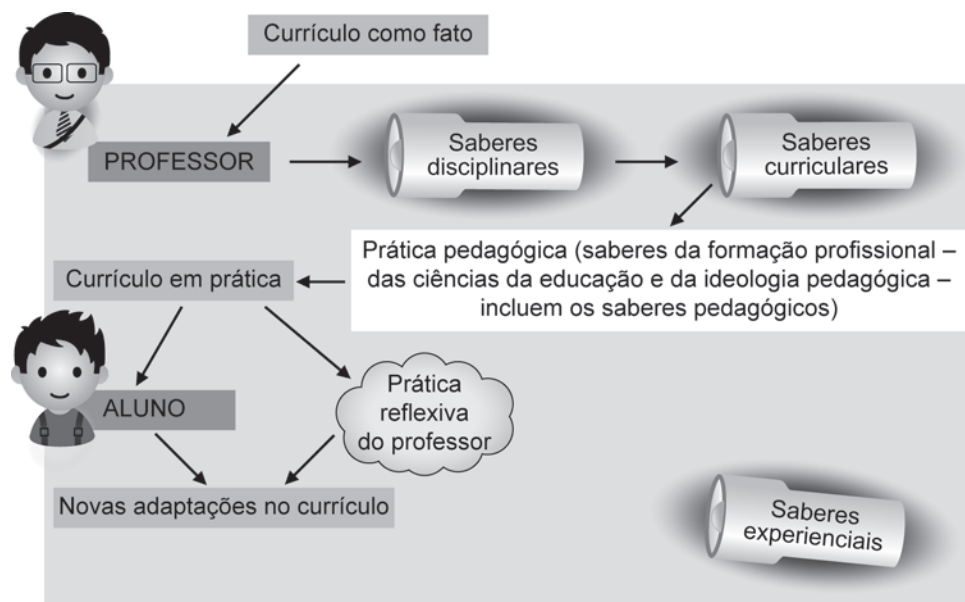 Currículo como fato
PROFESSOR
Saberes
disciplinares
Saberes
curriculares
Prática pedagógica (saberes da formação profissional –
das ciências da educação e da ideologia pedagógica –
incluem os saberes pedagógicos)
Currículo em prática
ALUNO
Prática
reflexiva
do professor
Novas adaptações no currículo
Saberes
experienciais